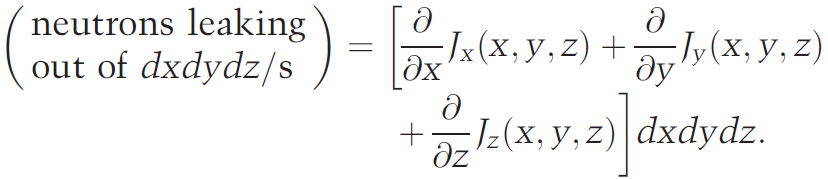 (neutrons leaking out of dxdydz/s) = [∂/∂x Jx(x, y, z) + ∂/∂y Jy(x, y, z)
+ ∂/∂z Jz(x, y, z)] dxdydz.